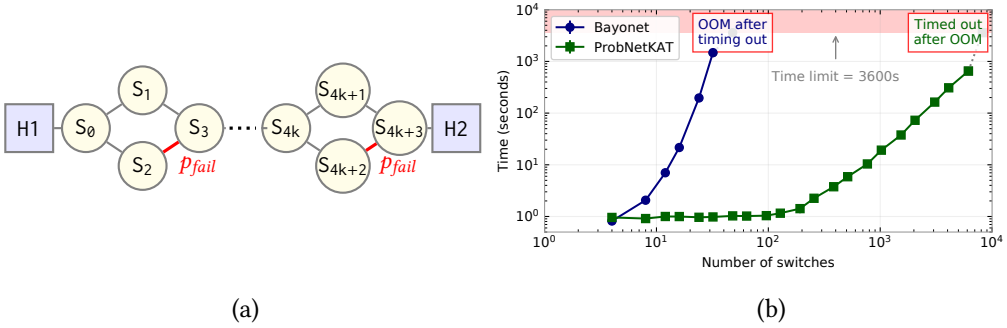 H1
S0
S1
S2
S3
pfail
S4k
S4k+1
S4k+2
S4k+3
pfail
H2
(a)
Time (seconds)
10^4
10^3
10^2
10^1
10^0
Bayonet
ProbNetKAT
OOM after
timing out
Timed out
after OOM
Time limit = 3600s
10^0 10^1 10^2 10^3 10^4
Number of switches
(b)